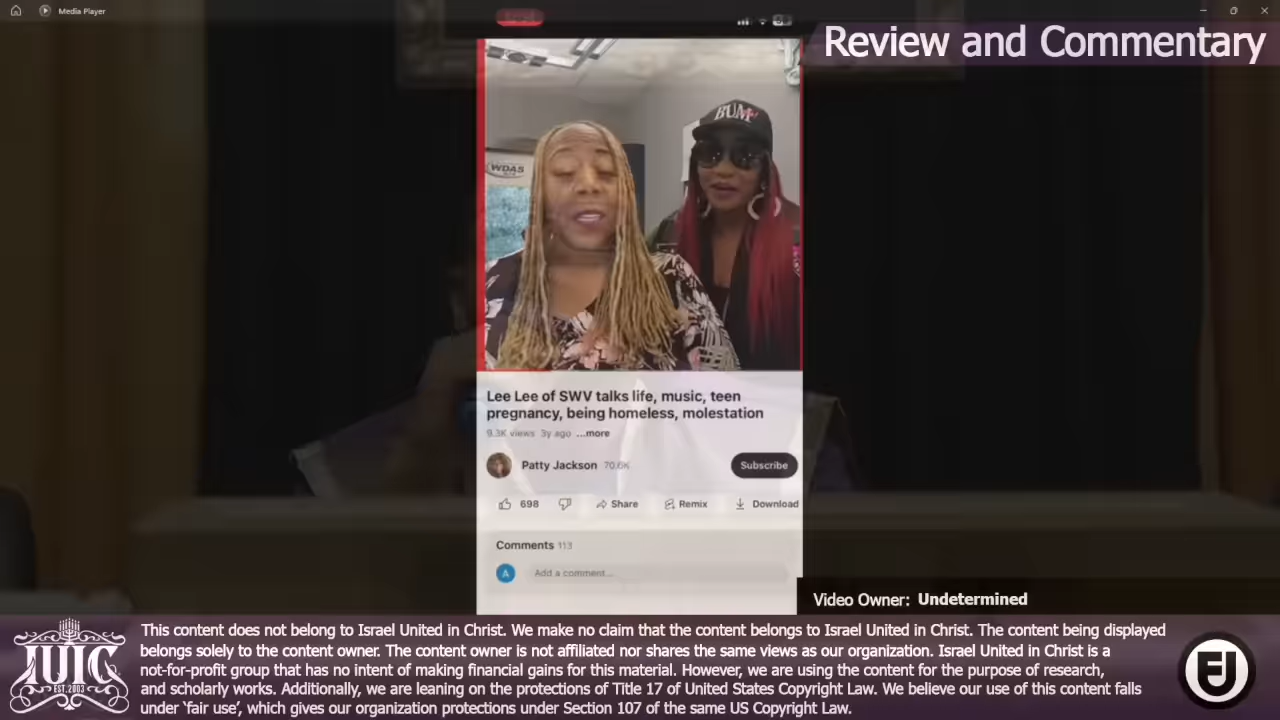 Media Player
Review and Commentary
BUM
WDAS
Lee Lee of SWV talks life, music, teen
pregnancy, being homeless, molestation
9.3K views 3y ago ...more
Patty Jackson 70.6K
Subscribe
698 Share Remix Download
Comments 113
A Add a comment...
Video Owner: Undetermined
This content does not belong to Israel United in Christ. We make no claim that the content belongs to Israel United in Christ. The content being displayed
belongs solely to the content owner. The content owner is not affiliated nor shares the same views as our organization. Israel United in Christ is a
not-for-profit group that has no intent of making financial gains for this material. However, we are using the content for the purpose of research,
and scholarly works. Additionally, we are leaning on the protections of Title 17 of United States Copyright Law. We believe our use of this content falls
under 'fair use', which gives our organization protections under Section 107 of the same US Copyright Law.
IUIC
EST. 2003